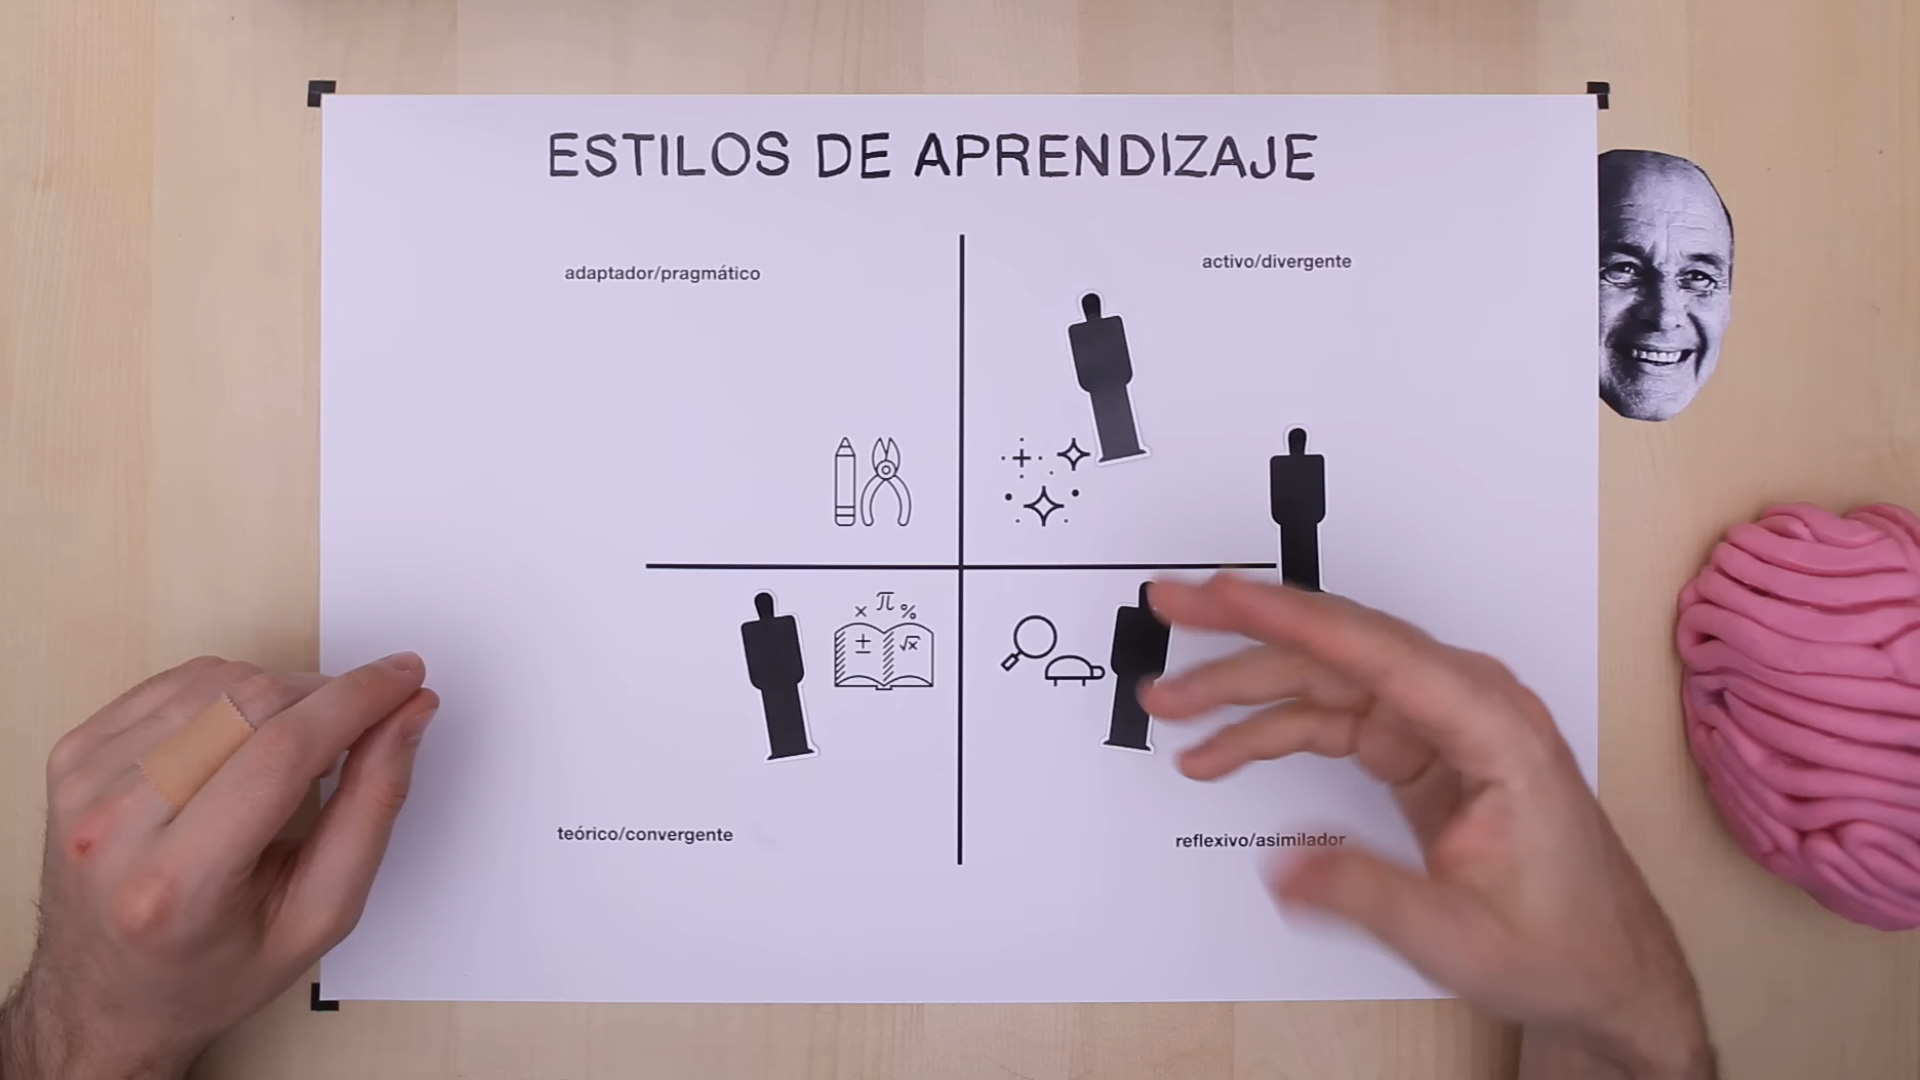 ESTILOS DE APRENDIZAJE
adaptador/pragmático
activo/divergente
x π %
± √x
teórico/convergente
reflexivo/asimilador